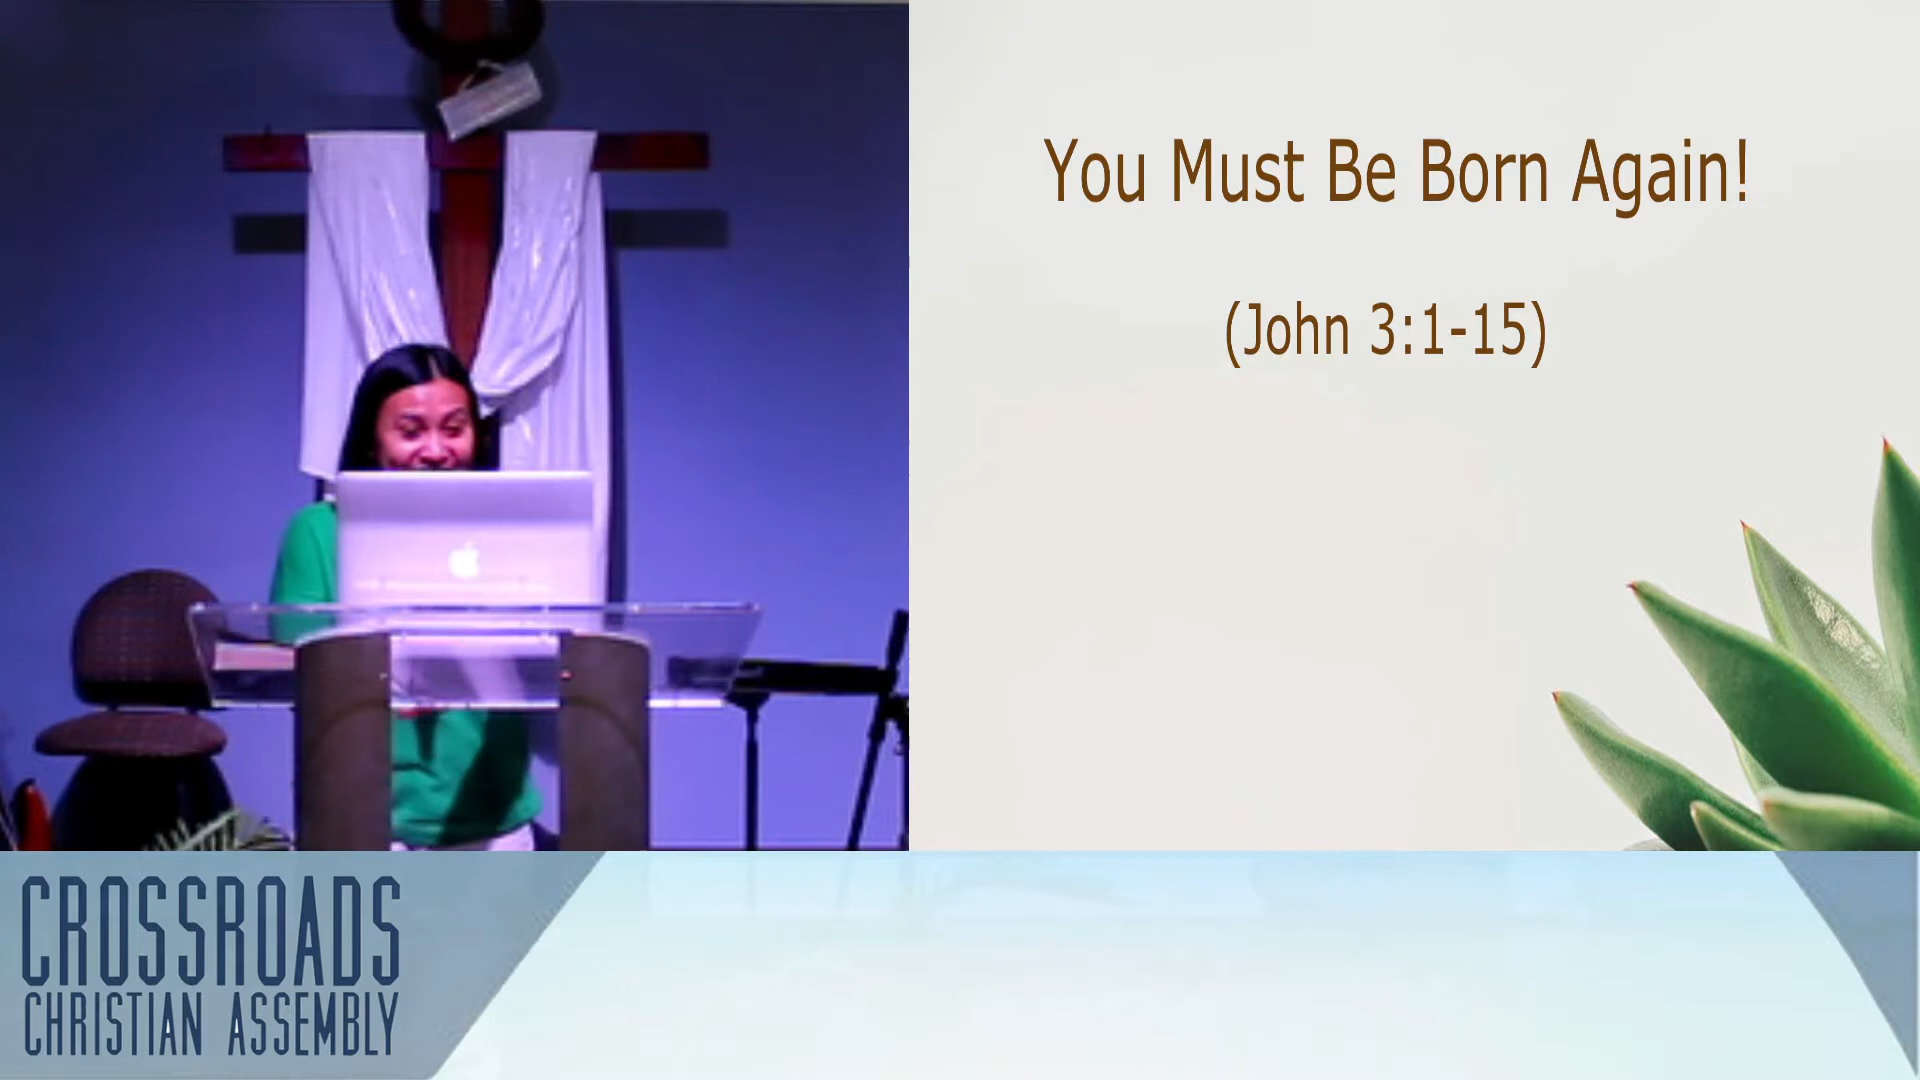 You Must Be Born Again!
(John 3:1-15)
CROSSROADS
CHRISTIAN ASSEMBLY